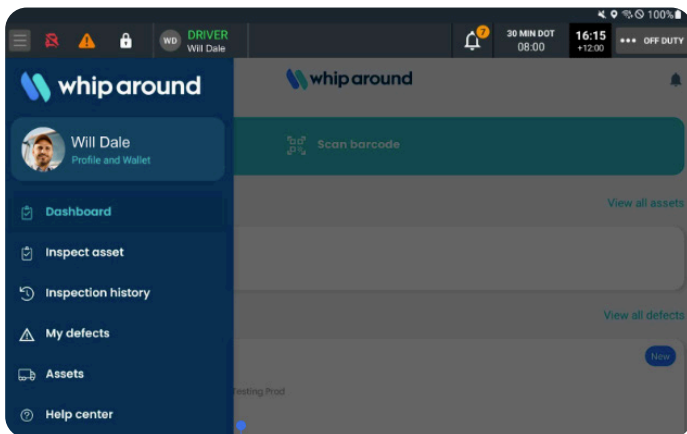 100%
7
WD
DRIVER
Will Dale
30 MIN DOT
08:00
16:15
+12:00
OFF DUTY
whip around
whip around
Will Dale
Profile and Wallet
Scan barcode
Dashboard
View all assets
Inspect asset
Inspection history
View all defects
My defects
New
Assets
Testing Prod
Help center